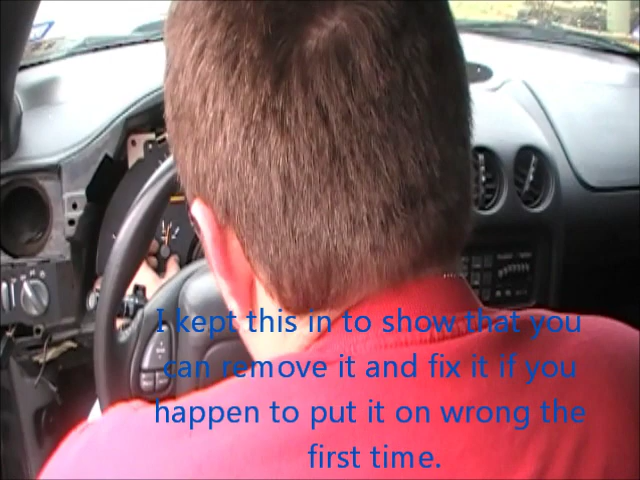 I kept this in to show that you
can remove it and fix it if you
happen to put it on wrong the
first time.